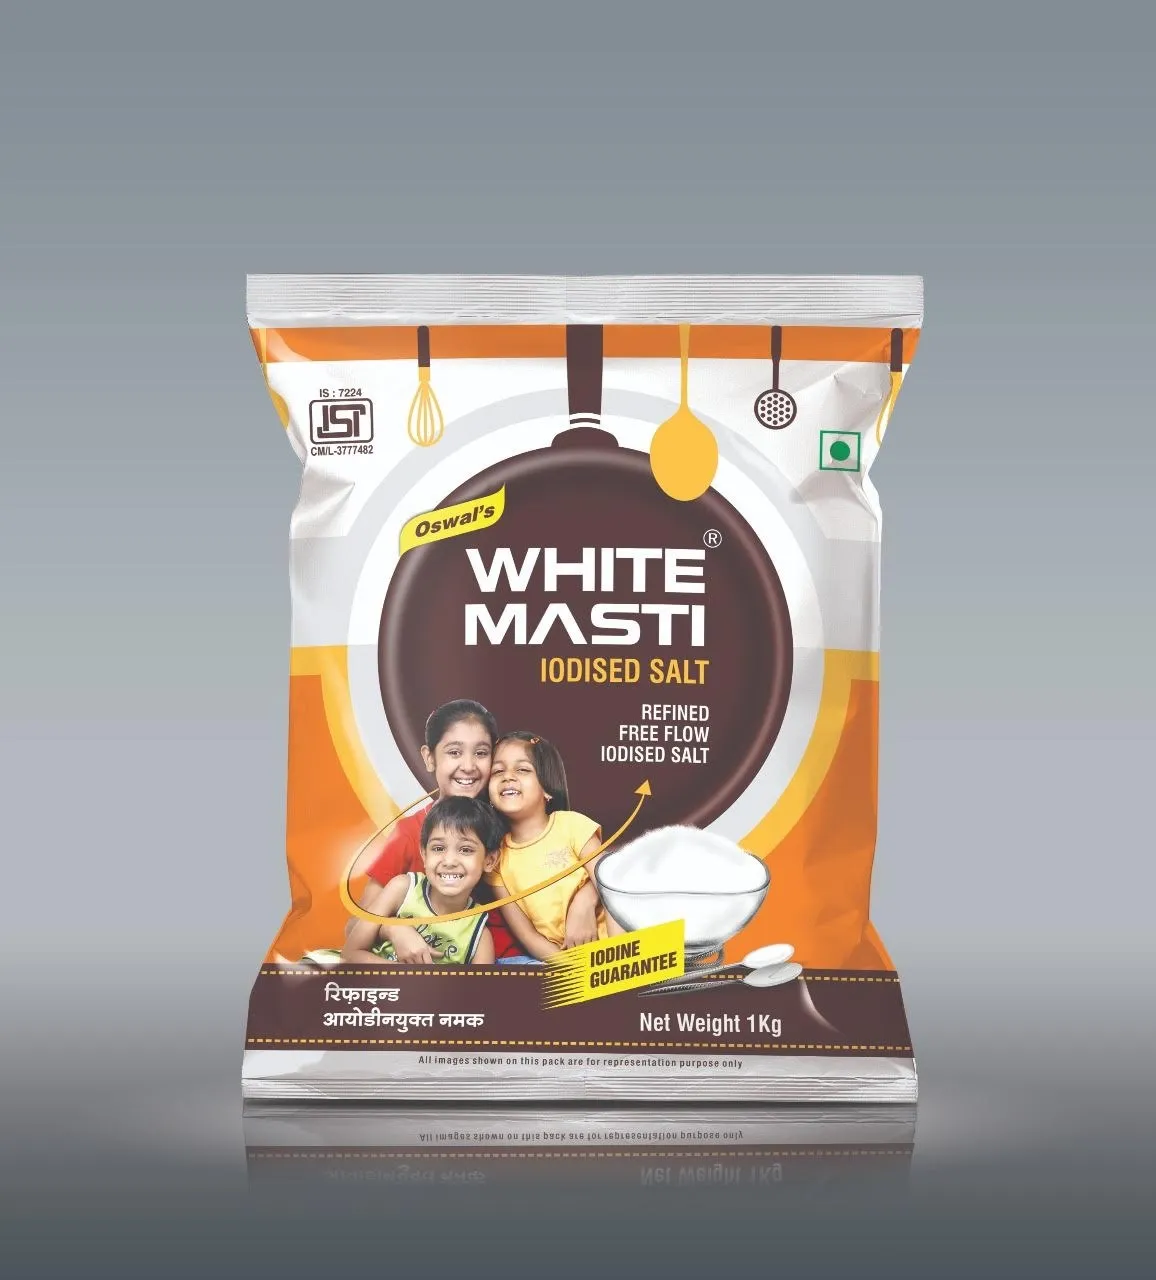 IS : 7224
ISI
CM/L-3777482
Oswal's
WHITE ®
MASTI
IODISED SALT
REFINED
FREE FLOW
IODISED SALT
IODINE
GUARANTEE
रिफ़ाइन्ड
आयोडीनयुक्त नमक
Net Weight 1Kg
All images shown on this pack are for representation purpose only